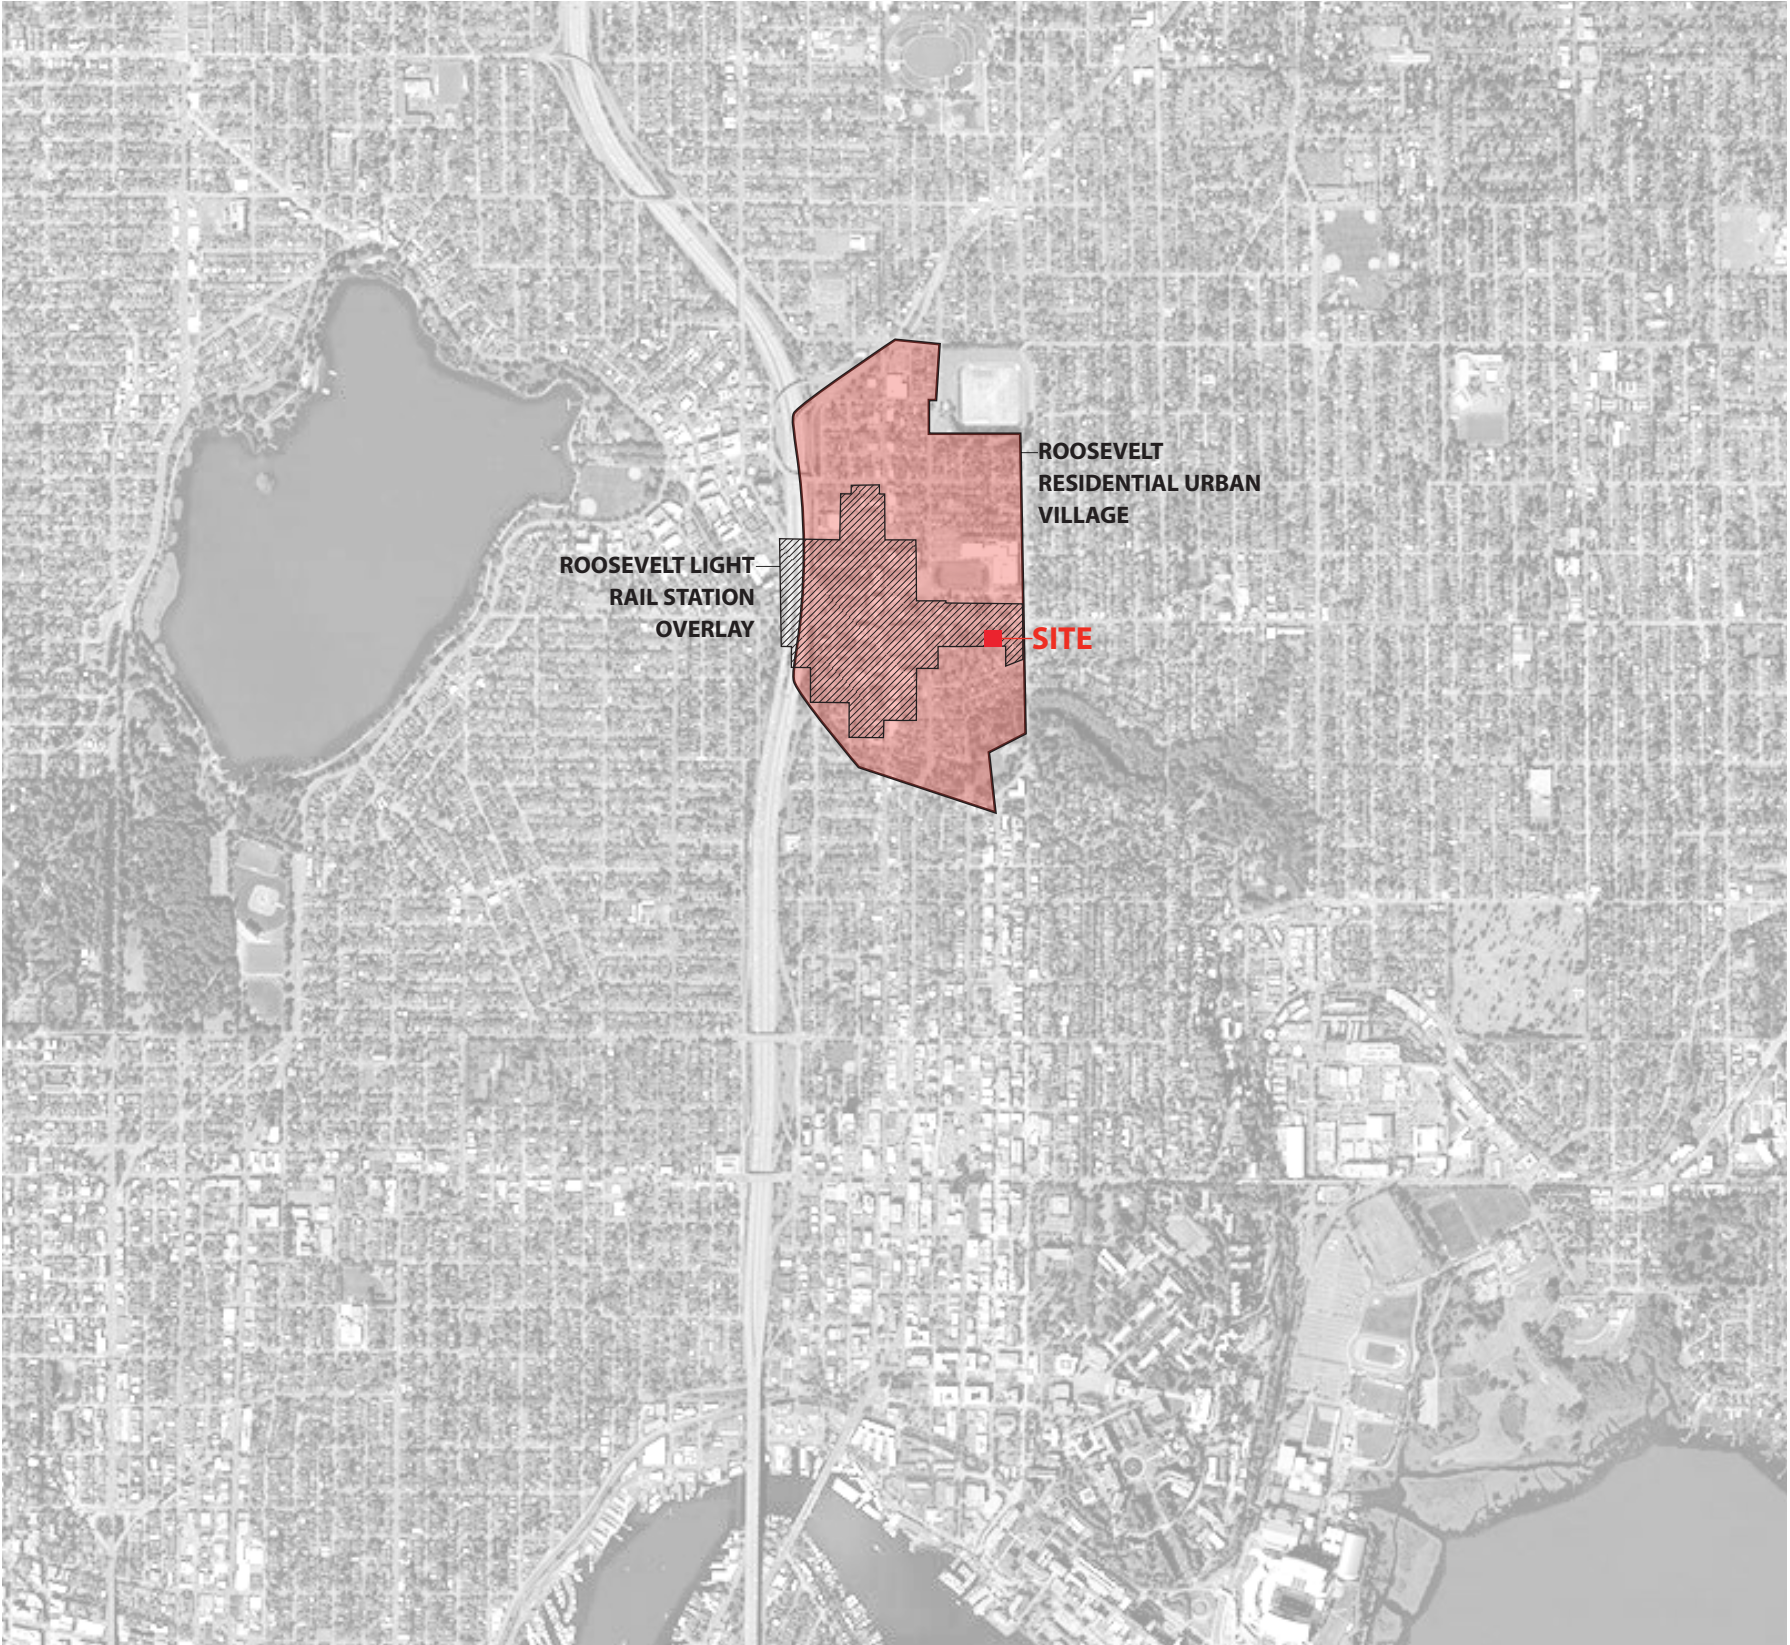 ROOSEVELT
RESIDENTIAL URBAN
VILLAGE
ROOSEVELT LIGHT
RAIL STATION
OVERLAY
SITE